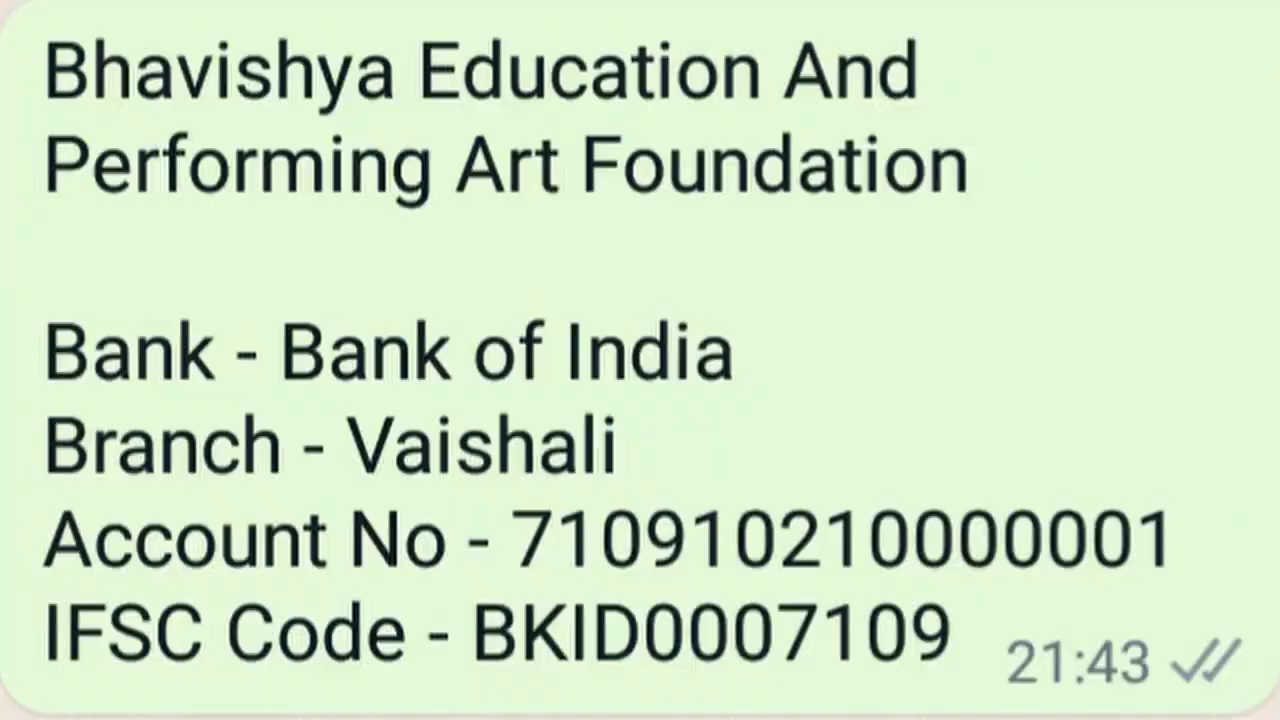 Bhavishya Education And
Performing Art Foundation
Bank - Bank of India
Branch - Vaishali
Account No - 710910210000001
IFSC Code - BKID0007109
21:43